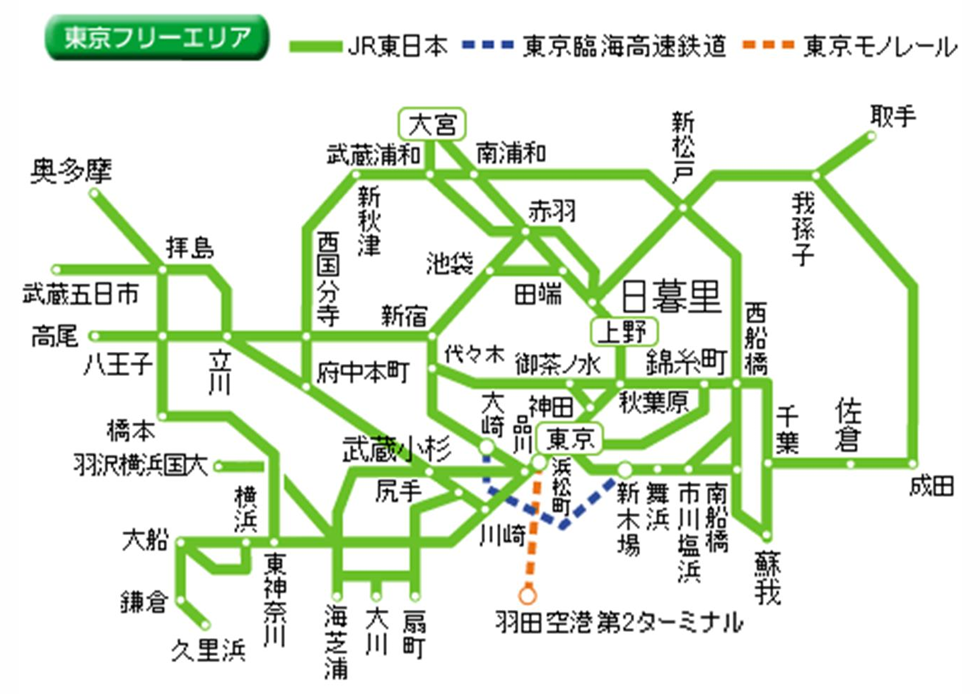 東京フリーエリア
JR東日本
東京臨海高速鉄道
東京モノレール
大宮
新松戸
取手
武蔵浦和
南浦和
奥多摩
新秋津
赤羽
我孫子
拝島
西国分寺
池袋
田端
日暮里
武蔵五日市
新宿
上野
西船橋
高尾
八王子
立川
府中本町
代々木
御茶ノ水
錦糸町
大崎
品川
神田
秋葉原
千葉
佐倉
橋本
武蔵小杉
東京
羽沢横浜国大
尻手
浜松町
新木場
舞浜
市川塩浜
南船橋
成田
横浜
大船
川崎
東神奈川
蘇我
鎌倉
久里浜
海芝浦
大川
扇町
羽田空港第2ターミナル